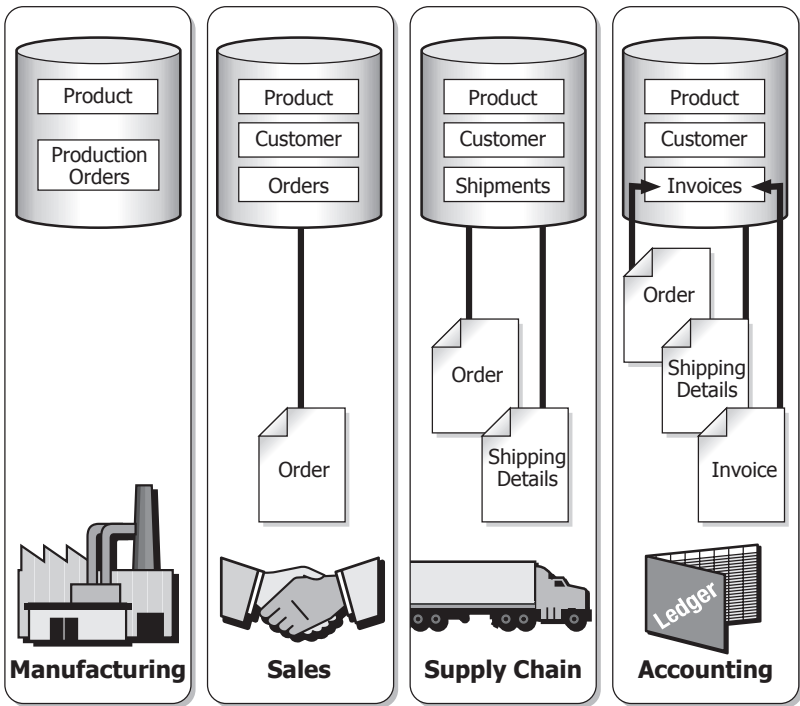 Product
Production
Orders
Manufacturing
Product
Customer
Orders
Order
Sales
Product
Customer
Shipments
Order
Shipping
Details
Supply Chain
Product
Customer
Invoices
Order
Shipping
Details
Invoice
Ledger
Accounting